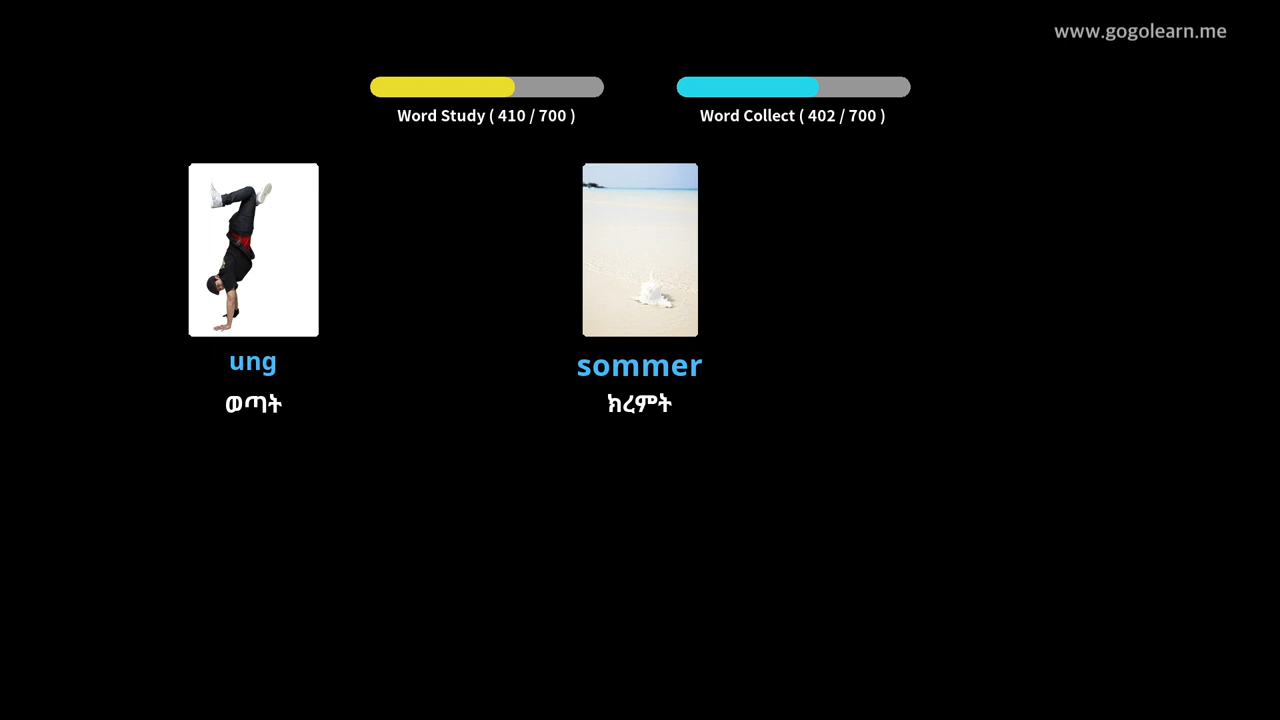 www.gogolearn.me
Word Study ( 410 / 700 )
Word Collect ( 402 / 700 )
ung
ወጣት
sommer
ክረምት